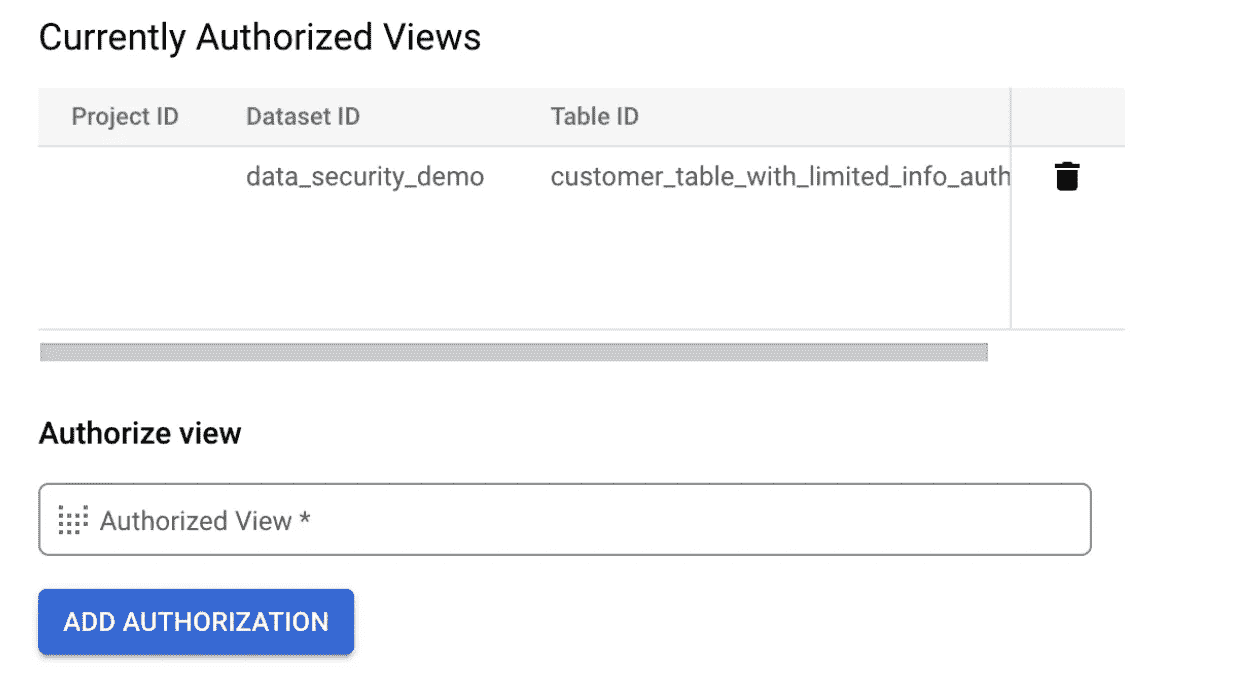 Currently Authorized Views
Project ID Dataset ID Table ID
data_security_demo customer_table_with_limited_info_auth
Authorize view
Authorized View *
ADD AUTHORIZATION